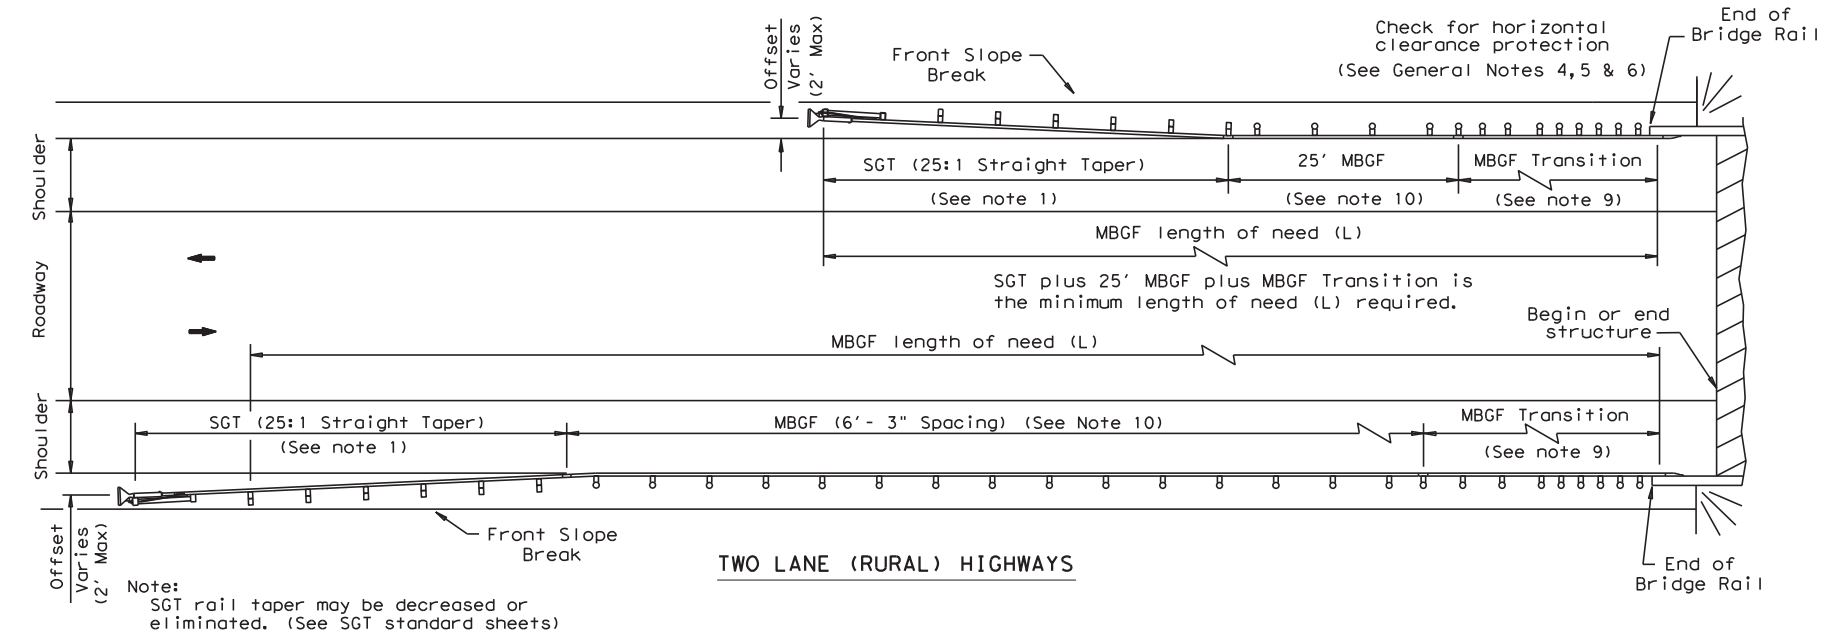 Offset
Varies
(2' Max)
Front Slope
Break
Check for horizontal
clearance protection
(See General Notes 4,5 & 6)
End of
Bridge Rail
Shoulder
SGT (25:1 Straight Taper)
(See note 1)
25' MBGF
(See note 10)
MBGF Transition
(See note 9)
MBGF length of need (L)
SGT plus 25' MBGF plus MBGF Transition is
the minimum length of need (L) required.
Roadway
Begin or end
structure
MBGF length of need (L)
Shoulder
SGT (25:1 Straight Taper)
(See note 1)
MBGF (6'- 3" Spacing) (See Note 10)
MBGF Transition
(See note 9)
Offset
Varies
(2' Max)
Front Slope
Break
TWO LANE (RURAL) HIGHWAYS
End of
Bridge Rail
Note:
SGT rail taper may be decreased or
eliminated. (See SGT standard sheets)